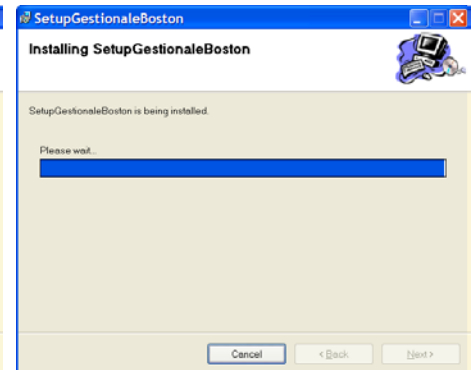 SetupGestionaleBoston
Installing SetupGestionaleBoston
SetupGestionaleBoston is being installed.
Please wait...
Cancel
< Back
Next >